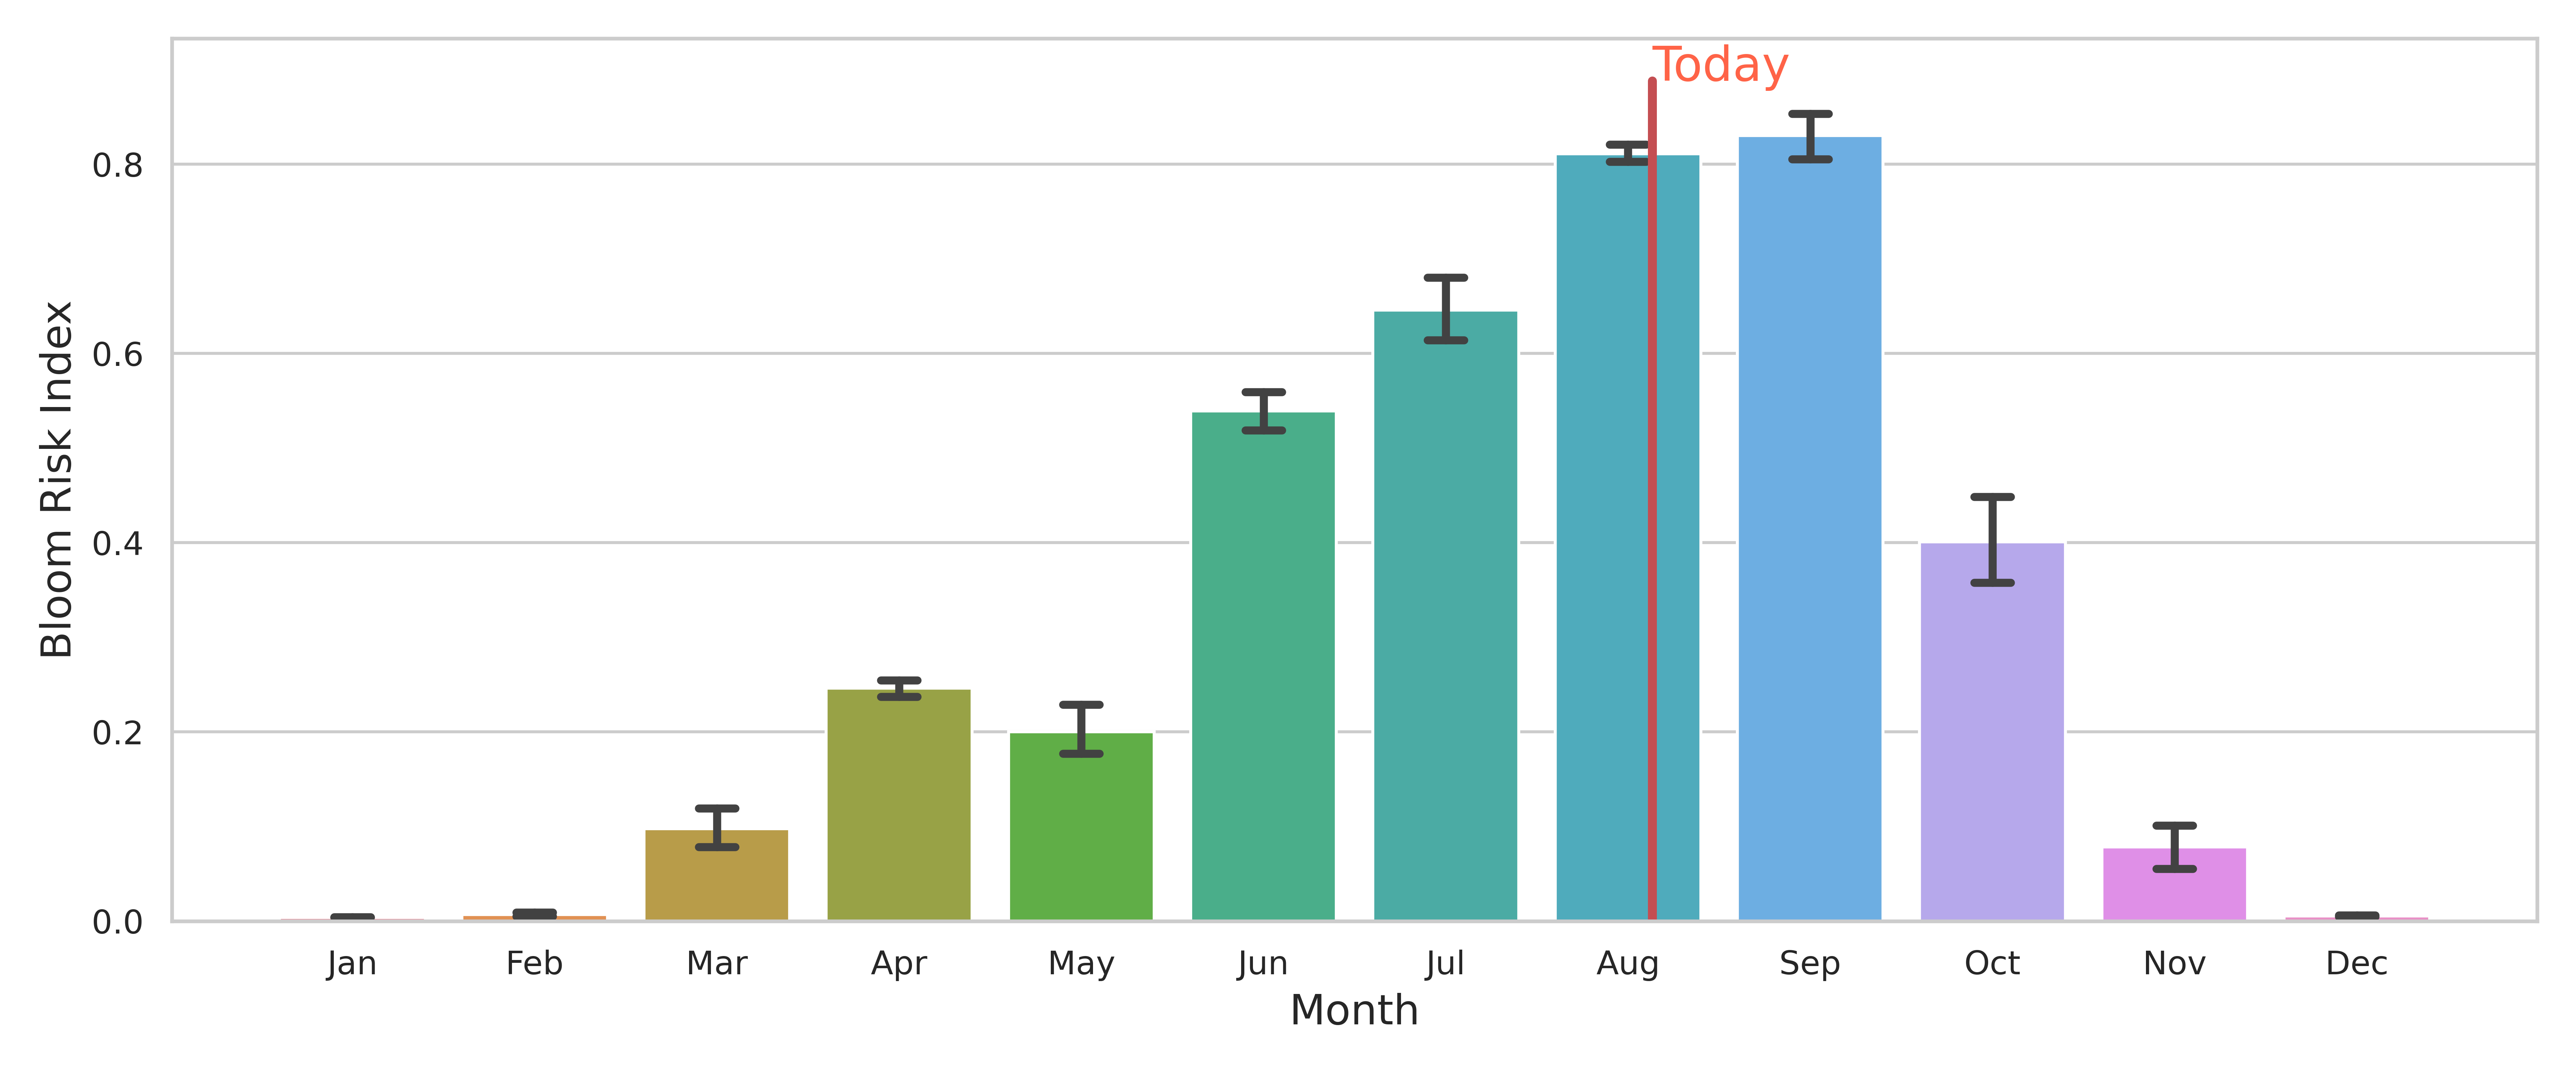 Today
Bloom Risk Index
0.8
0.6
0.4
0.2
0.0
Jan Feb Mar Apr May Jun Jul Aug Sep Oct Nov Dec
Month